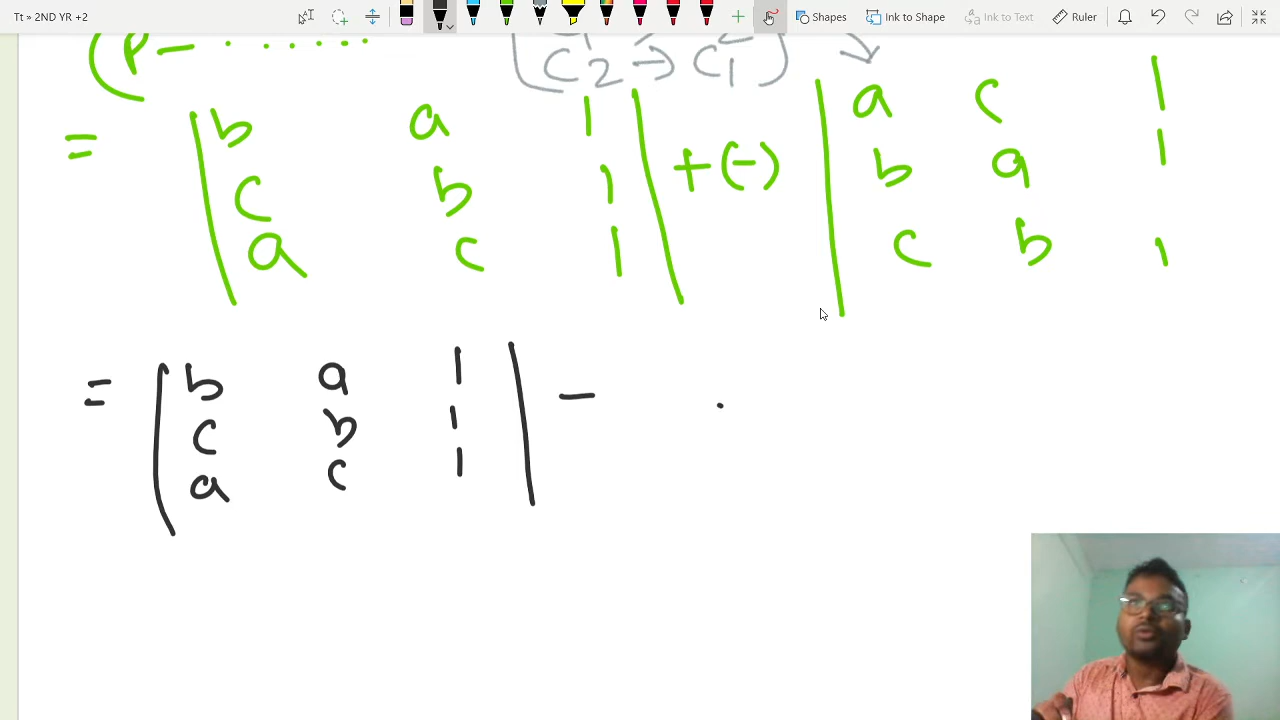 Tt » 2ND YR +2 Shapes Ink to Shape Ink to Text Ruler
(P - . . . . . .
C2 ⇒ C1
= | b a 1 | + (-) | a c 1
c b 1 b a 1
a c 1 c b 1
= | b a 1 | -
c b 1
a c 1